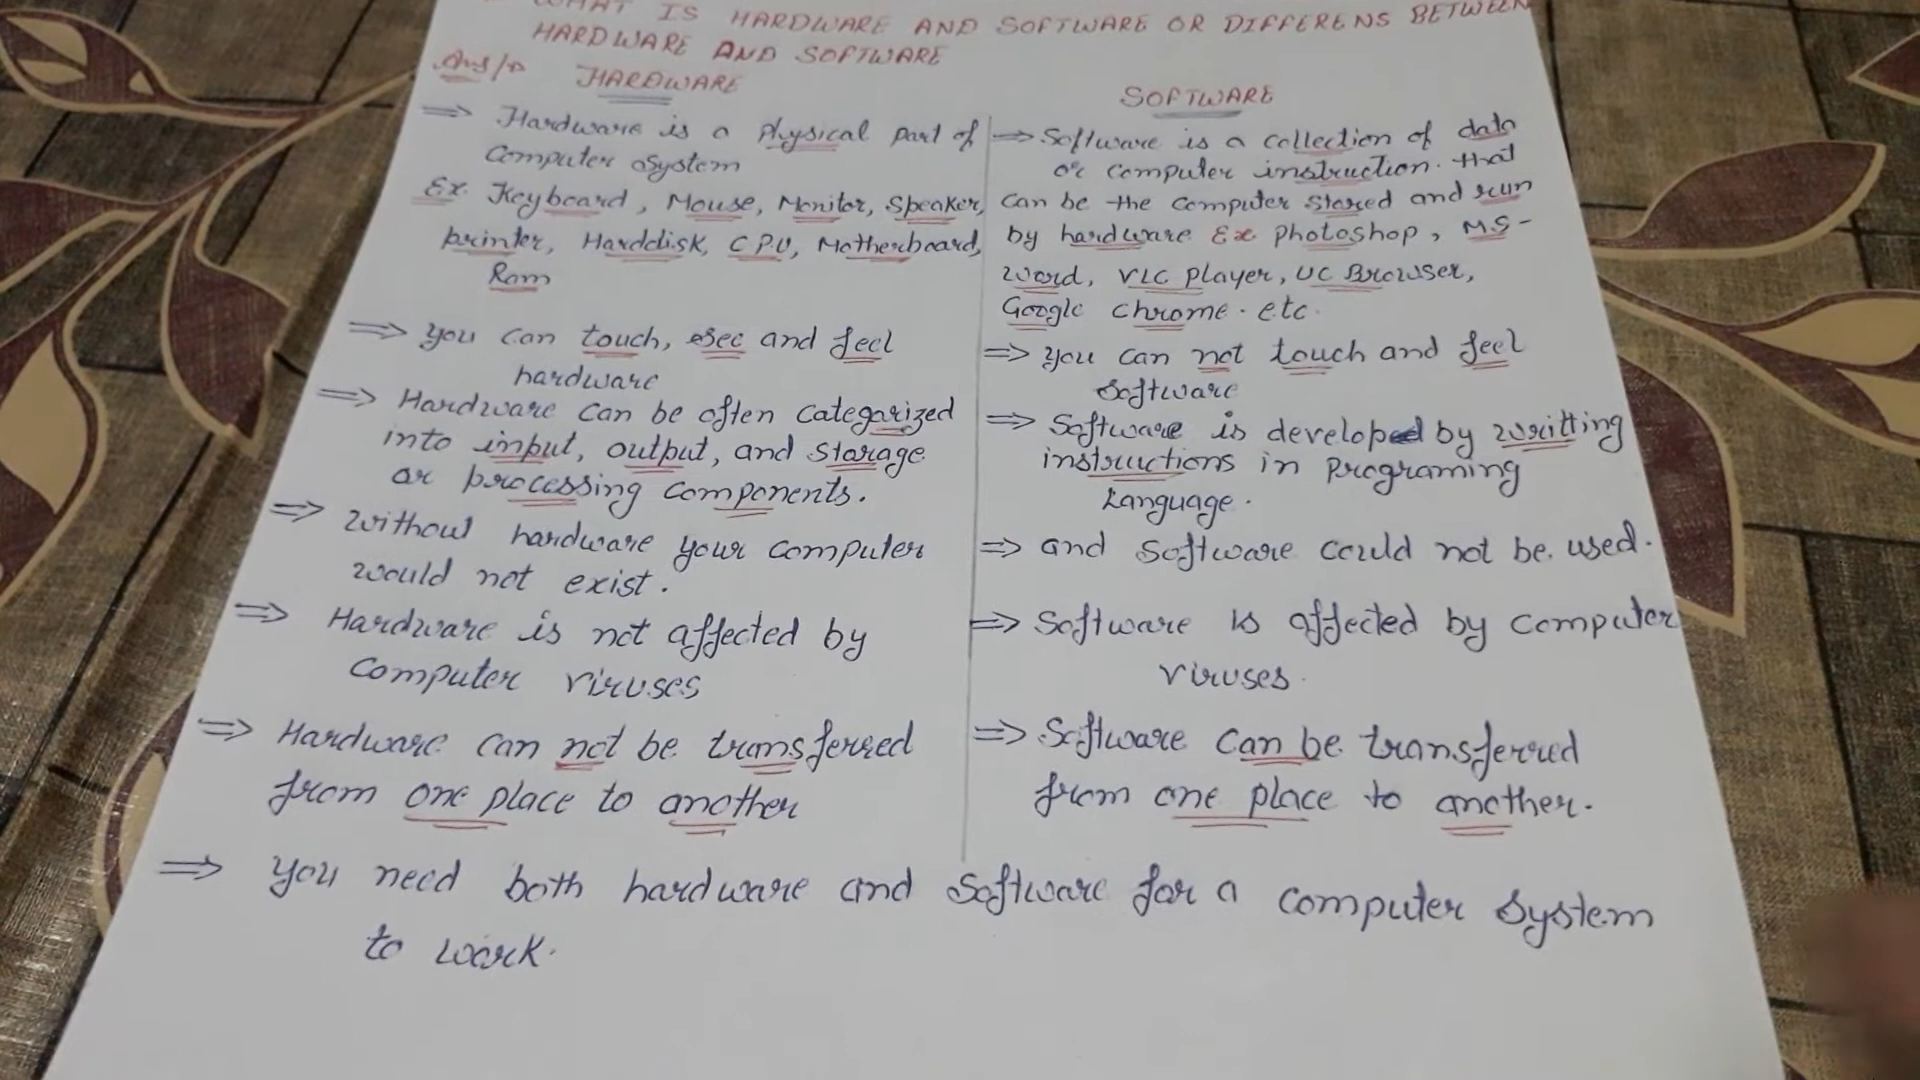 WHAT IS HARDWARE AND SOFTWARE OR DIFFERENS BETWEEN
HARDWARE AND SOFTWARE
Ans/-
HARDWARE
⇒ Hardware is a physical part of
Computer System
Ex. Keyboard, Mouse, Monitor, Speaker,
printer, Harddisk, C.P.U, Motherboard,
Ram
⇒ you can touch, See and feel
hardware
⇒ Hardware can be often categarized
into input, output, and starage
or processing components.
⇒ without hardware your computer
would not exist.
⇒ Hardware is not affected by
Computer viruses
⇒ Hardware can not be transferred
from one place to another
SOFTWARE
⇒ Software is a collection of data
or computer instruction. that
can be the computer stared and run
by hardware Ex photoshop, M.S-
word, VLC player, UC Browser,
Google chrome. etc.
⇒ you can not touch and feel
Software
⇒ Software is developed by writting
instructions in programing
Language.
⇒ and software could not be. used.
⇒ Software is affected by computer
viruses.
⇒ Software can be transferred
from one place to another.
⇒ you need both hardware and Software for a computer System
to work.